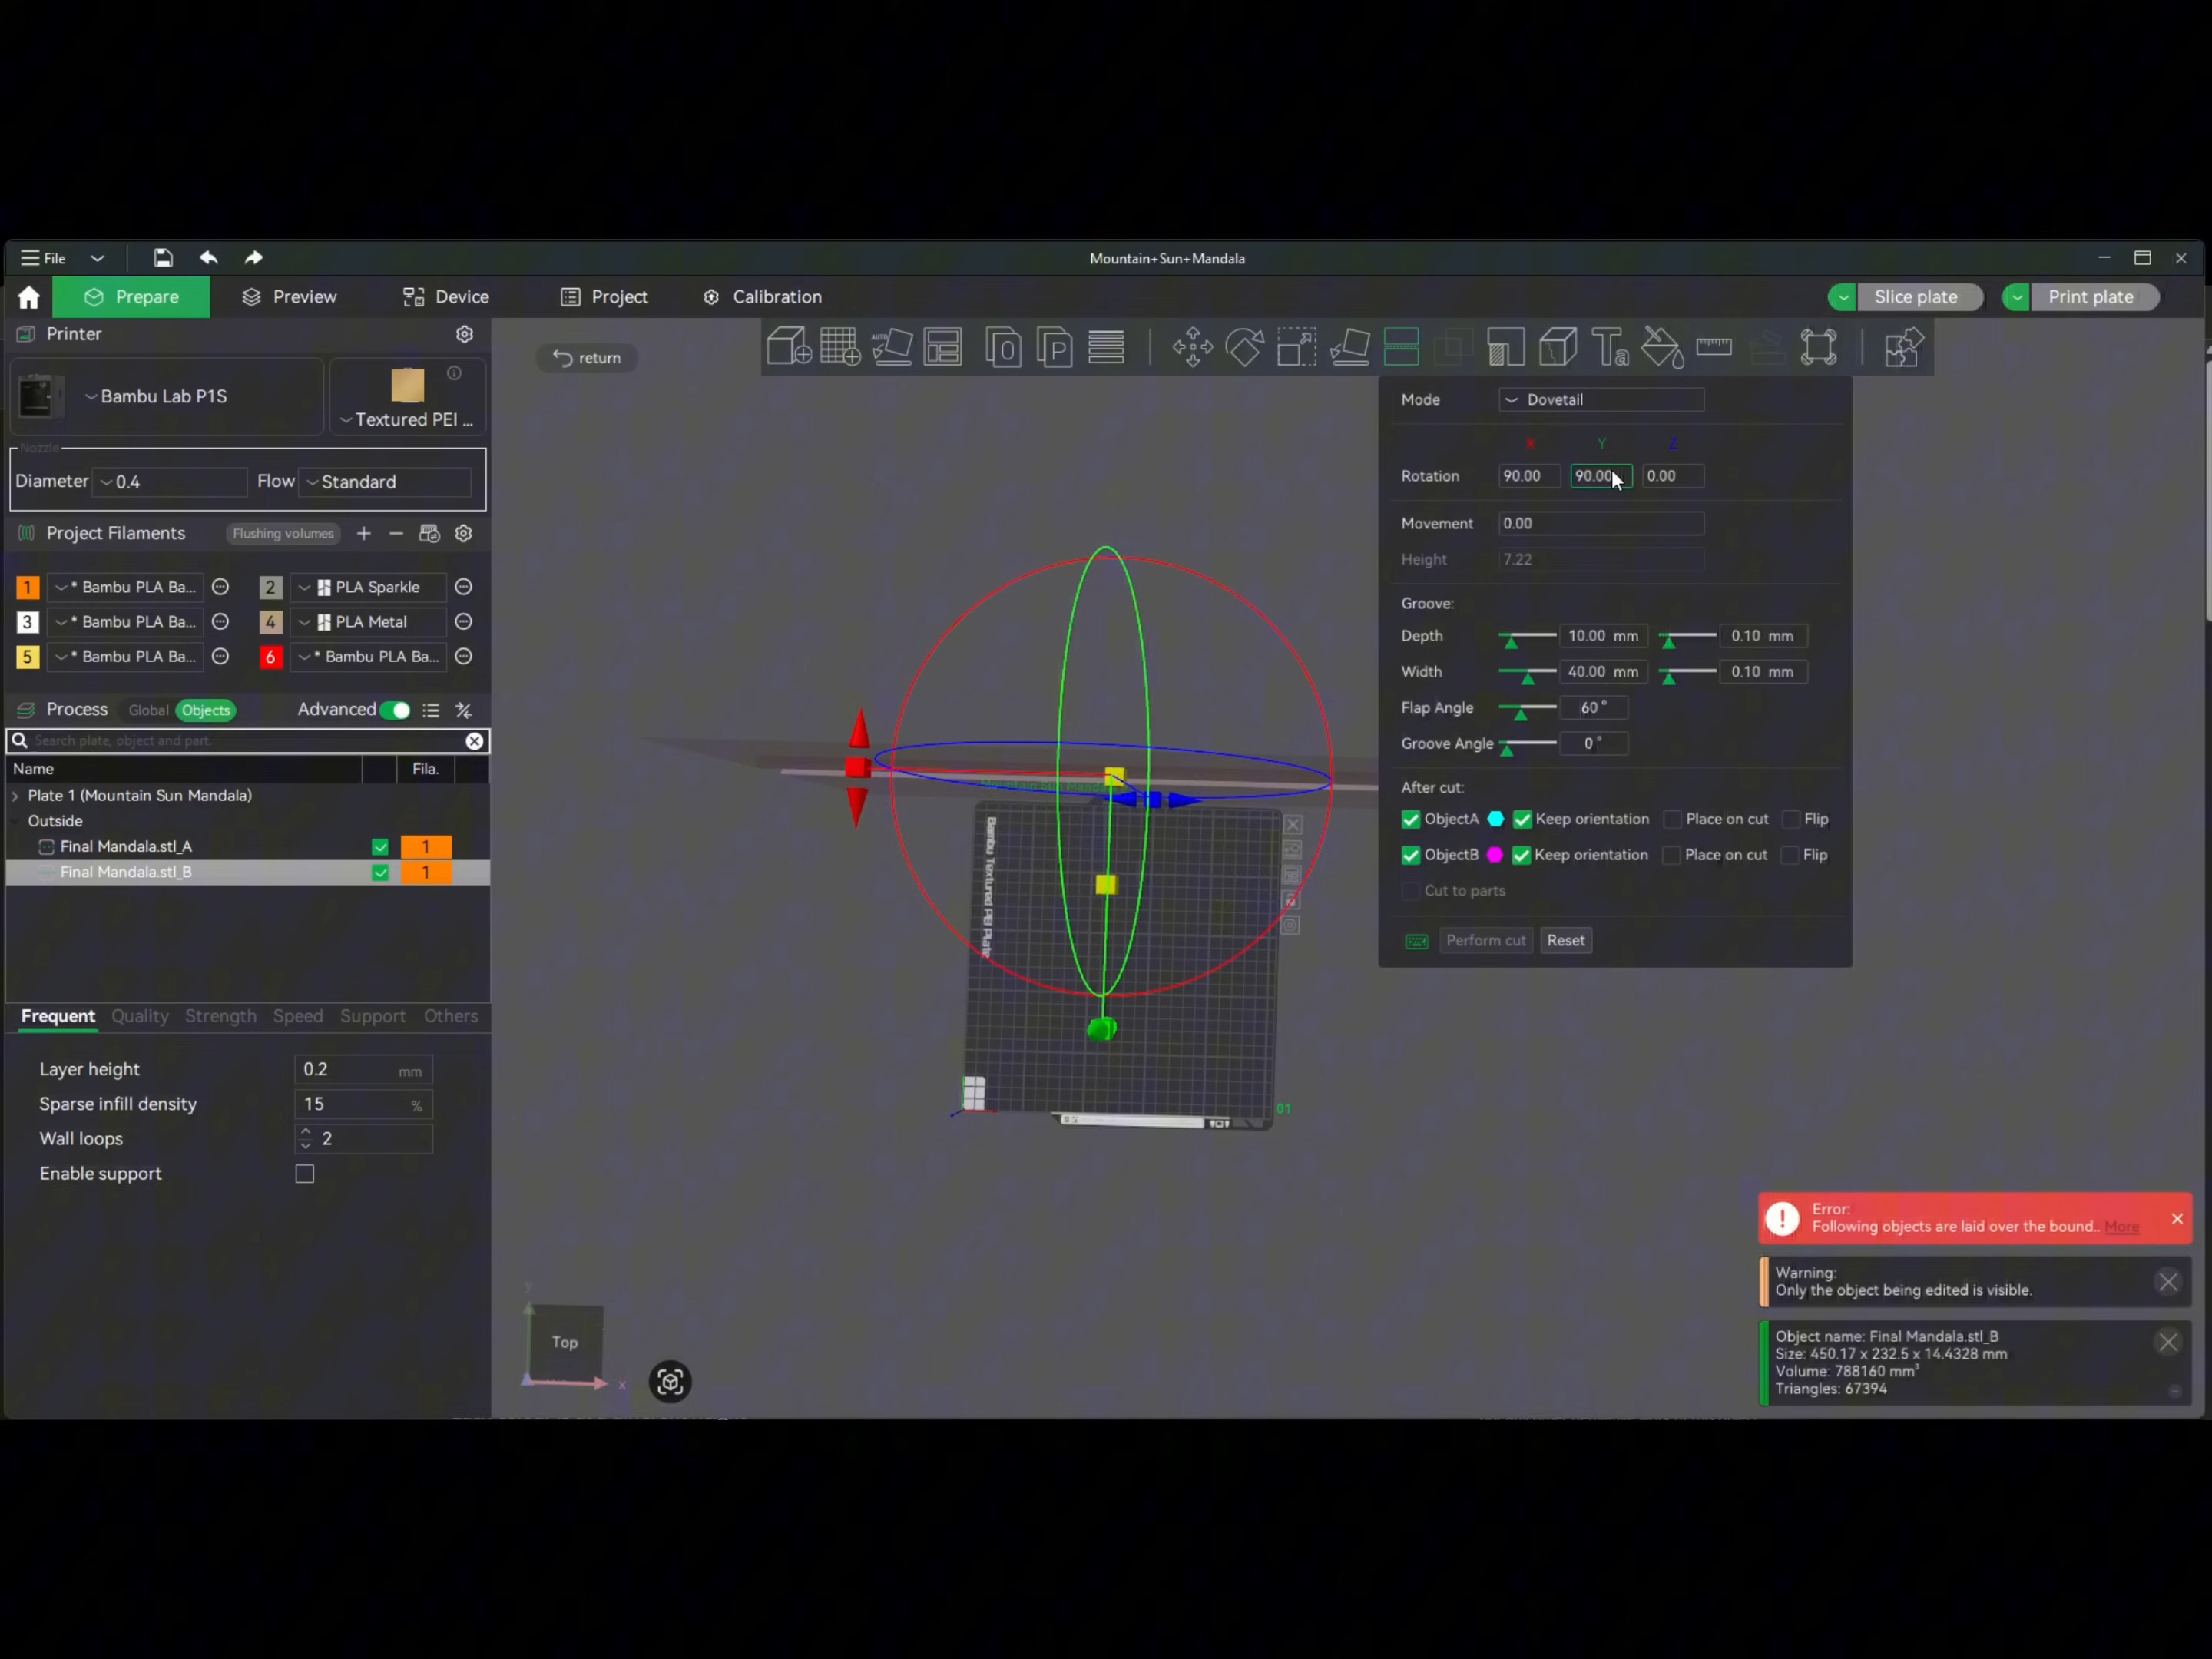 File
Mountain+Sun+Mandala
Prepare
Preview
Device
Project
Calibration
Slice plate
Print plate
Printer
Bambu Lab P1S
Textured PEI ...
Nozzle
Diameter 0.4 Flow Standard
Project Filaments Flushing volumes
1 * Bambu PLA Ba... 2 PLA Sparkle
3 * Bambu PLA Ba... 4 PLA Metal
5 * Bambu PLA Ba... 6 * Bambu PLA Ba...
Process Global Objects Advanced
Search plate, object and part.
Name Fila.
Plate 1 (Mountain Sun Mandala)
Outside
Final Mandala.stl_A 1
Final Mandala.stl_B 1
Frequent Quality Strength Speed Support Others
Layer height 0.2 mm
Sparse infill density 15 %
Wall loops 2
Enable support
return
AUTO
Mode Dovetail
X Y Z
Rotation 90.00 90.00 0.00
Movement 0.00
Height 7.22
Groove:
Depth 10.00 mm 0.10 mm
Width 40.00 mm 0.10 mm
Flap Angle 60 °
Groove Angle 0 °
After cut:
ObjectA Keep orientation Place on cut Flip
ObjectB Keep orientation Place on cut Flip
Cut to parts
Perform cut Reset
Mountain Sun Mandala
Bambu Textured PEI Plate
01
y
Top
x
Error:
Following objects are laid over the bound.. More
Warning:
Only the object being edited is visible.
Object name: Final Mandala.stl_B
Size: 450.17 x 232.5 x 14.4328 mm
Volume: 788160 mm³
Triangles: 67394